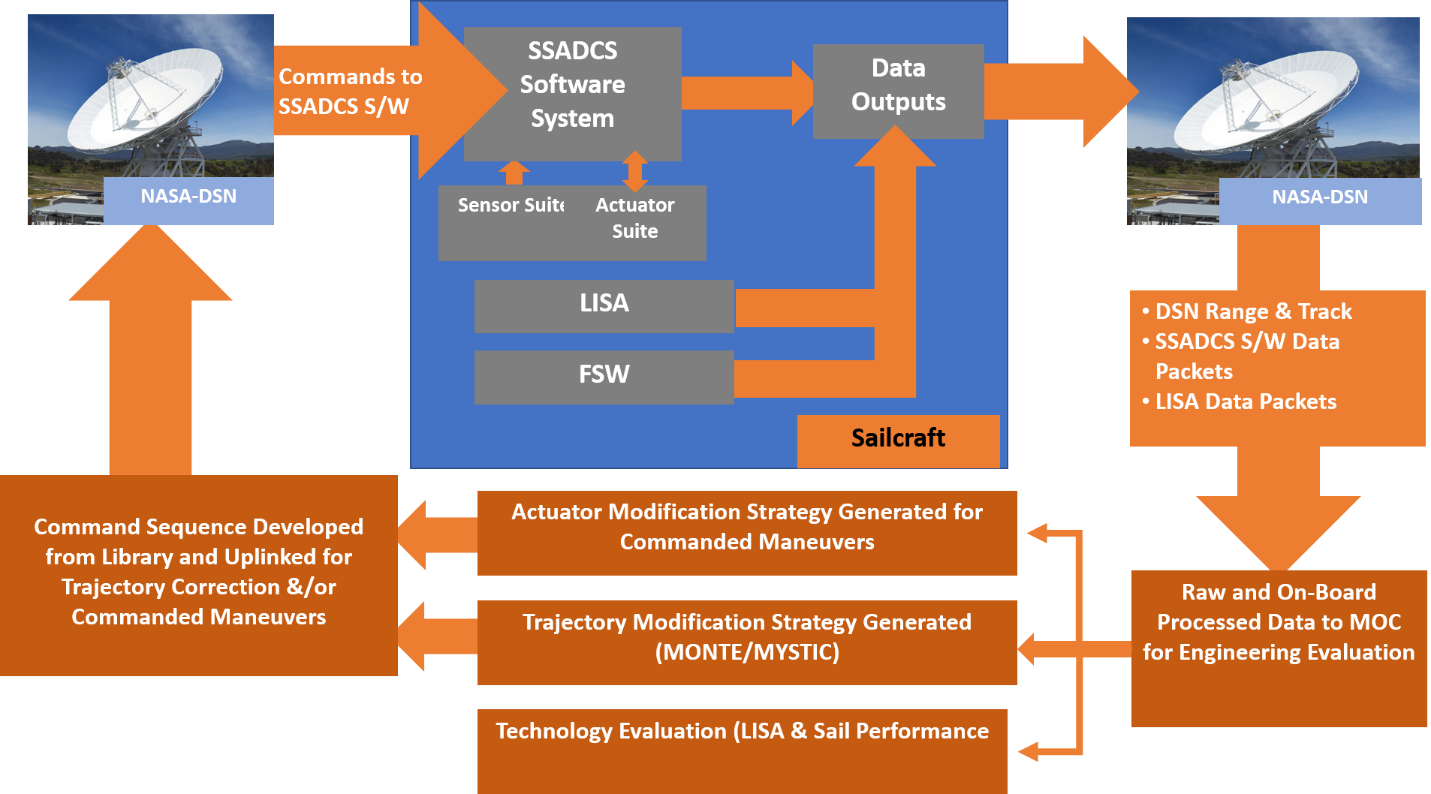 NASA-DSN
Commands to
SSADCS S/W
SSADCS
Software
System
Sensor Suite
Actuator
Suite
LISA
FSW
Data
Outputs
Sailcraft
NASA-DSN
• DSN Range & Track
• SSADCS S/W Data
Packets
• LISA Data Packets
Raw and On-Board
Processed Data to MOC
for Engineering Evaluation
Actuator Modification Strategy Generated for
Commanded Maneuvers
Trajectory Modification Strategy Generated
(MONTE/MYSTIC)
Technology Evaluation (LISA & Sail Performance
Command Sequence Developed
from Library and Uplinked for
Trajectory Correction &/or
Commanded Maneuvers